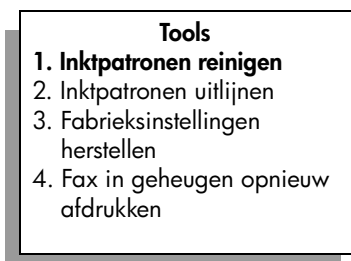 Tools
1. Inktpatronen reinigen
2. Inktpatronen uitlijnen
3. Fabrieksinstellingen
herstellen
4. Fax in geheugen opnieuw
afdrukken